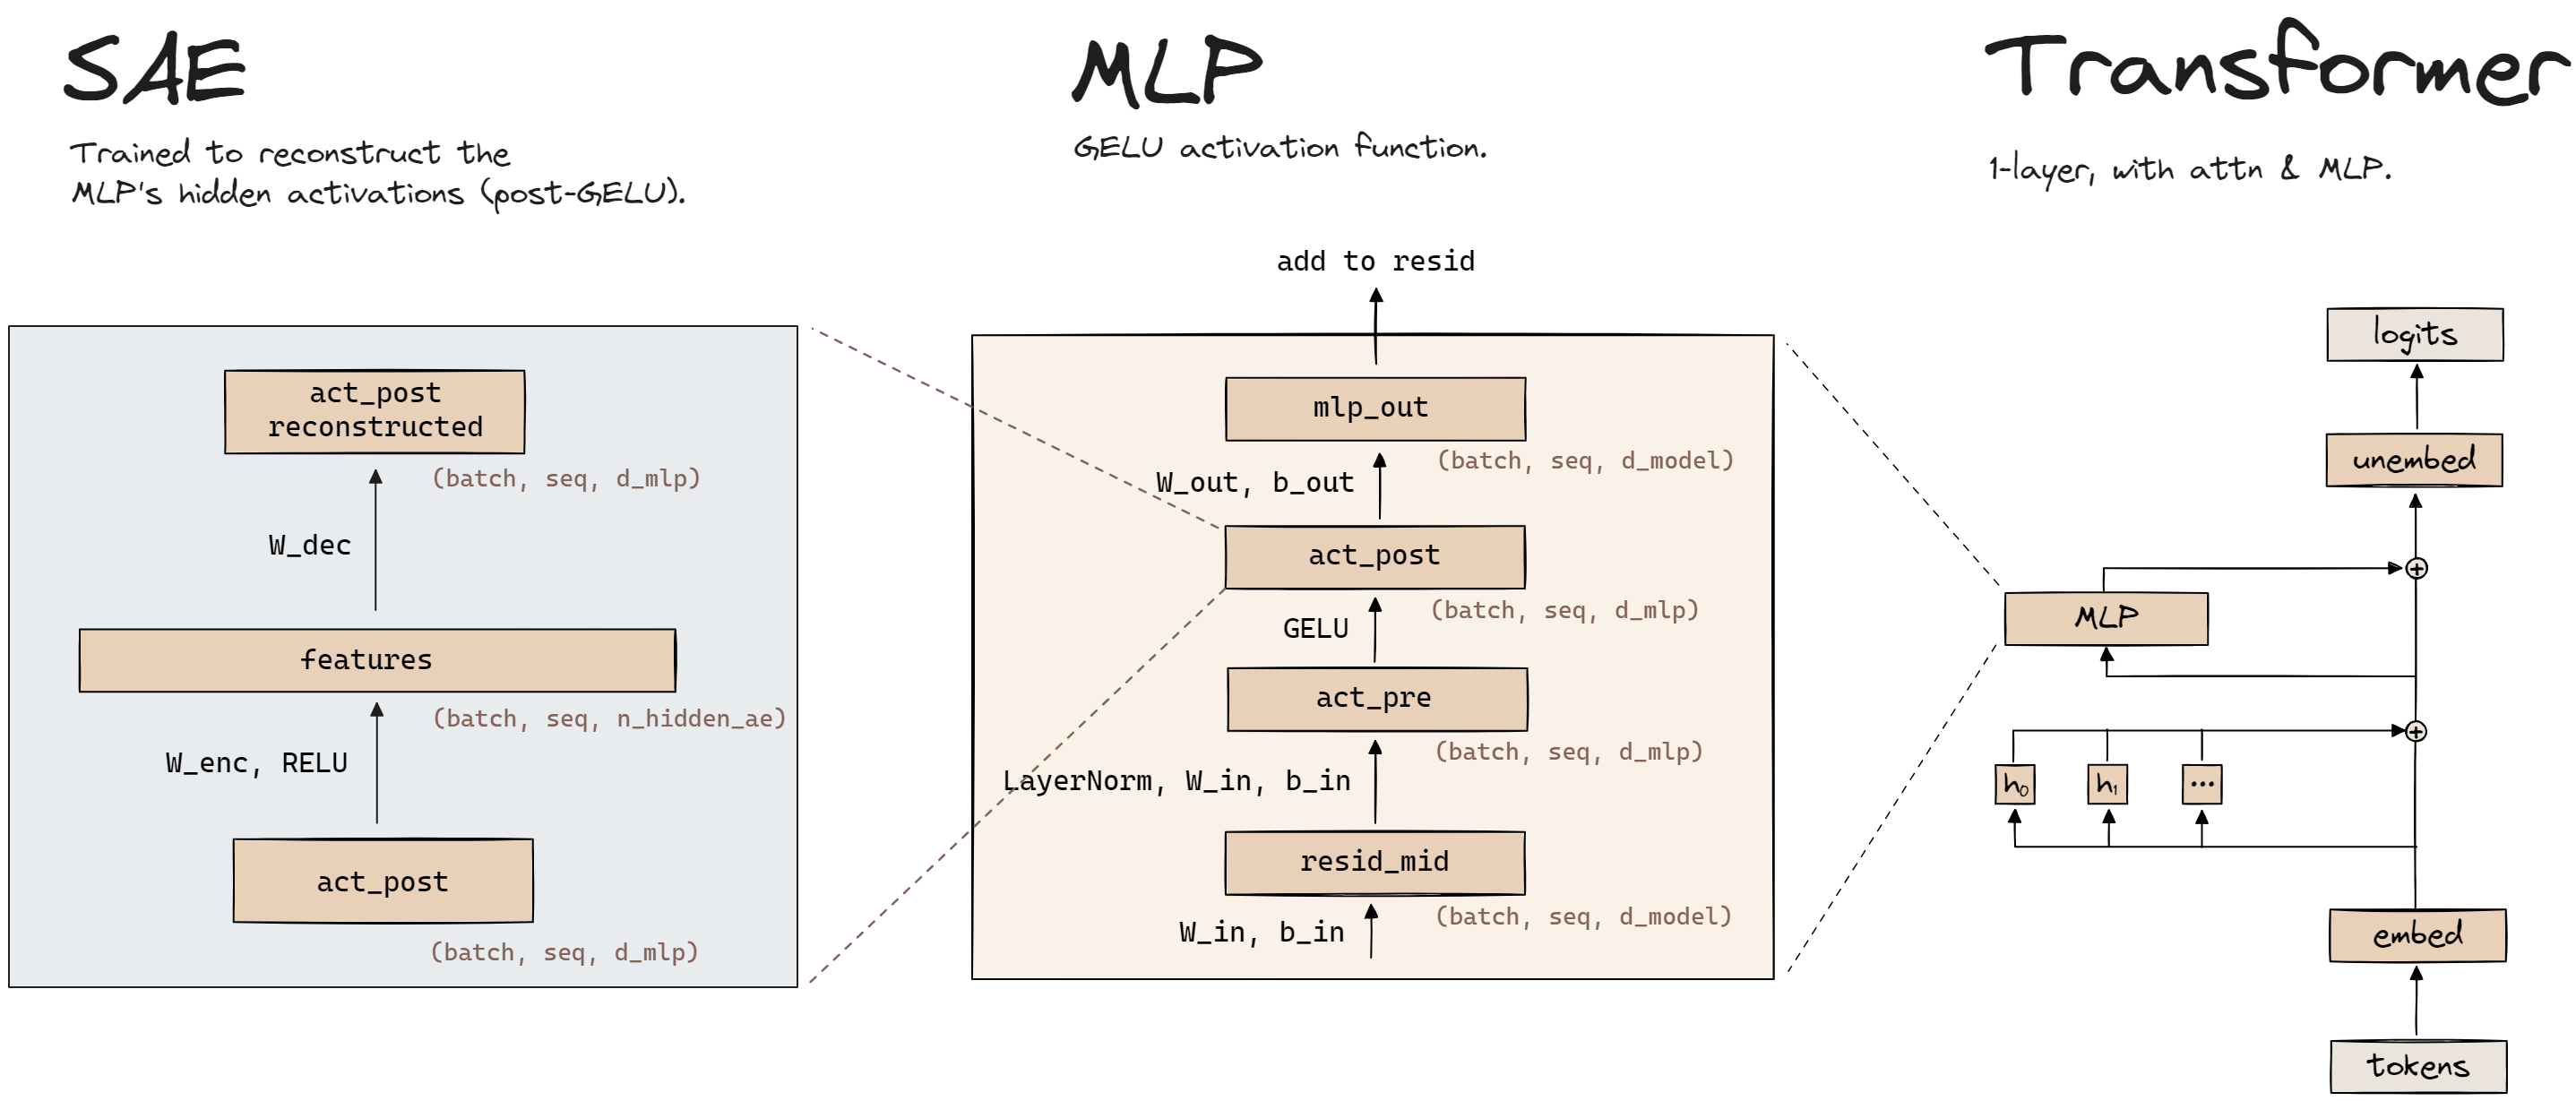 SAE
Trained to reconstruct the
MLP's hidden activations (post-GELU).
act_post
reconstructed
(batch, seq, d_mlp)
W_dec
features
(batch, seq, n_hidden_ae)
W_enc, RELU
act_post
(batch, seq, d_mlp)
MLP
GELU activation function.
add to resid
mlp_out
(batch, seq, d_model)
W_out, b_out
act_post
(batch, seq, d_mlp)
GELU
act_pre
(batch, seq, d_mlp)
LayerNorm, W_in, b_in
resid_mid
(batch, seq, d_model)
W_in, b_in
Transformer
1-layer, with attn & MLP.
logits
unembed
+
MLP
+
h₀ h₁ ...
embed
tokens